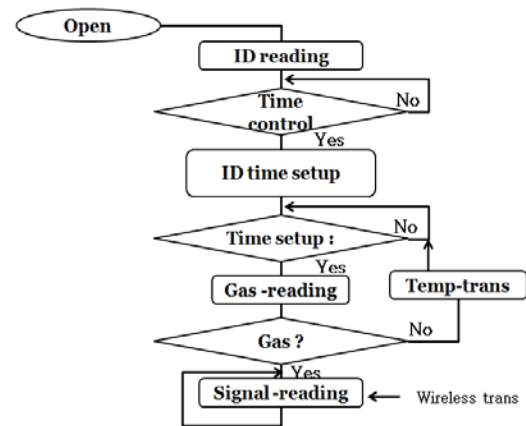 Open
ID reading
Time
control
No
Yes
ID time setup
Time setup :
No
Yes
Gas -reading
Temp-trans
Gas ?
No
Yes
Signal -reading
Wireless trans